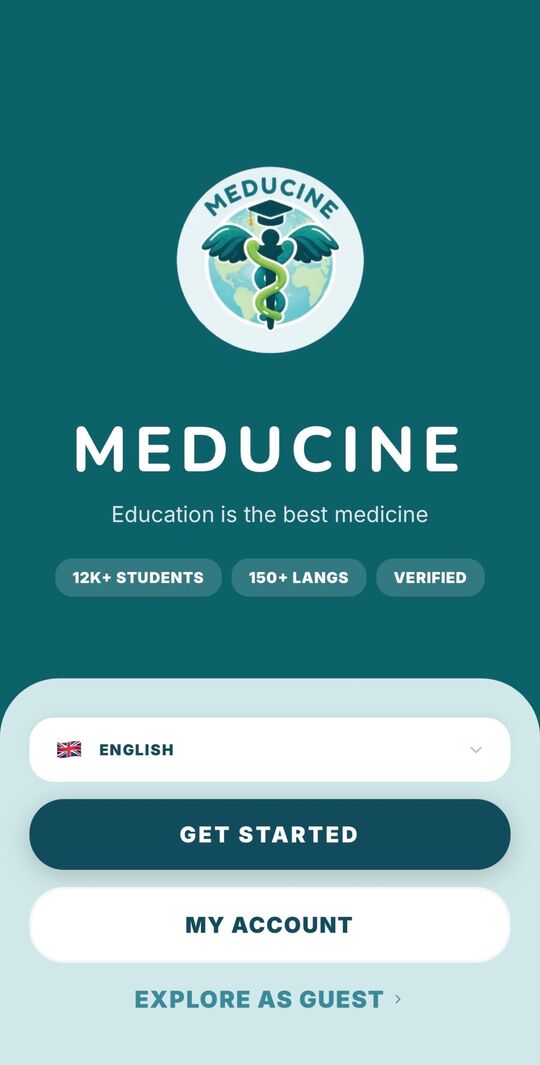 MEDUCINE
MEDUCINE
Education is the best medicine
12K+ STUDENTS 150+ LANGS VERIFIED
ENGLISH
GET STARTED
MY ACCOUNT
EXPLORE AS GUEST